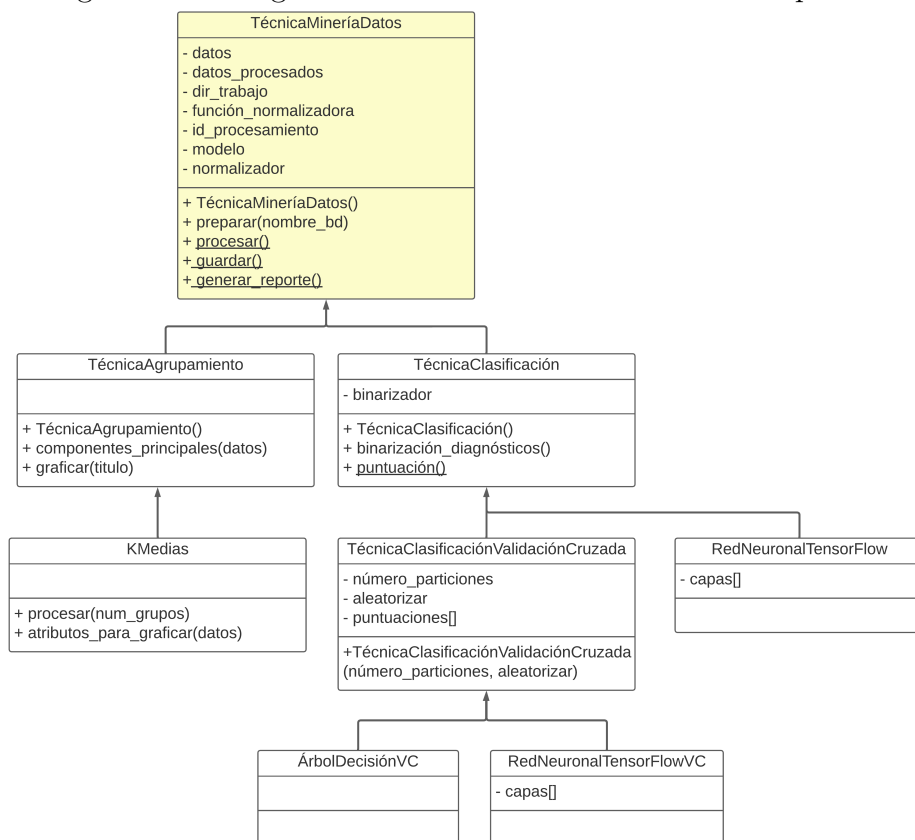 TécnicaMineríaDatos
- datos
- datos_procesados
- dir_trabajo
- función_normalizadora
- id_procesamiento
- modelo
- normalizador
+ TécnicaMineríaDatos()
+ preparar(nombre_bd)
+ procesar()
+ guardar()
+ generar_reporte()
TécnicaAgrupamiento
+ TécnicaAgrupamiento()
+ componentes_principales(datos)
+ graficar(titulo)
TécnicaClasificación
- binarizador
+ TécnicaClasificación()
+ binarización_diagnósticos()
+ puntuación()
KMedias
+ procesar(num_grupos)
+ atributos_para_graficar(datos)
TécnicaClasificaciónValidaciónCruzada
- número_particiones
- aleatorizar
- puntuaciones[]
+TécnicaClasificaciónValidaciónCruzada
(número_particiones, aleatorizar)
RedNeuronalTensorFlow
- capas[]
ÁrbolDecisiónVC
RedNeuronalTensorFlowVC
- capas[]